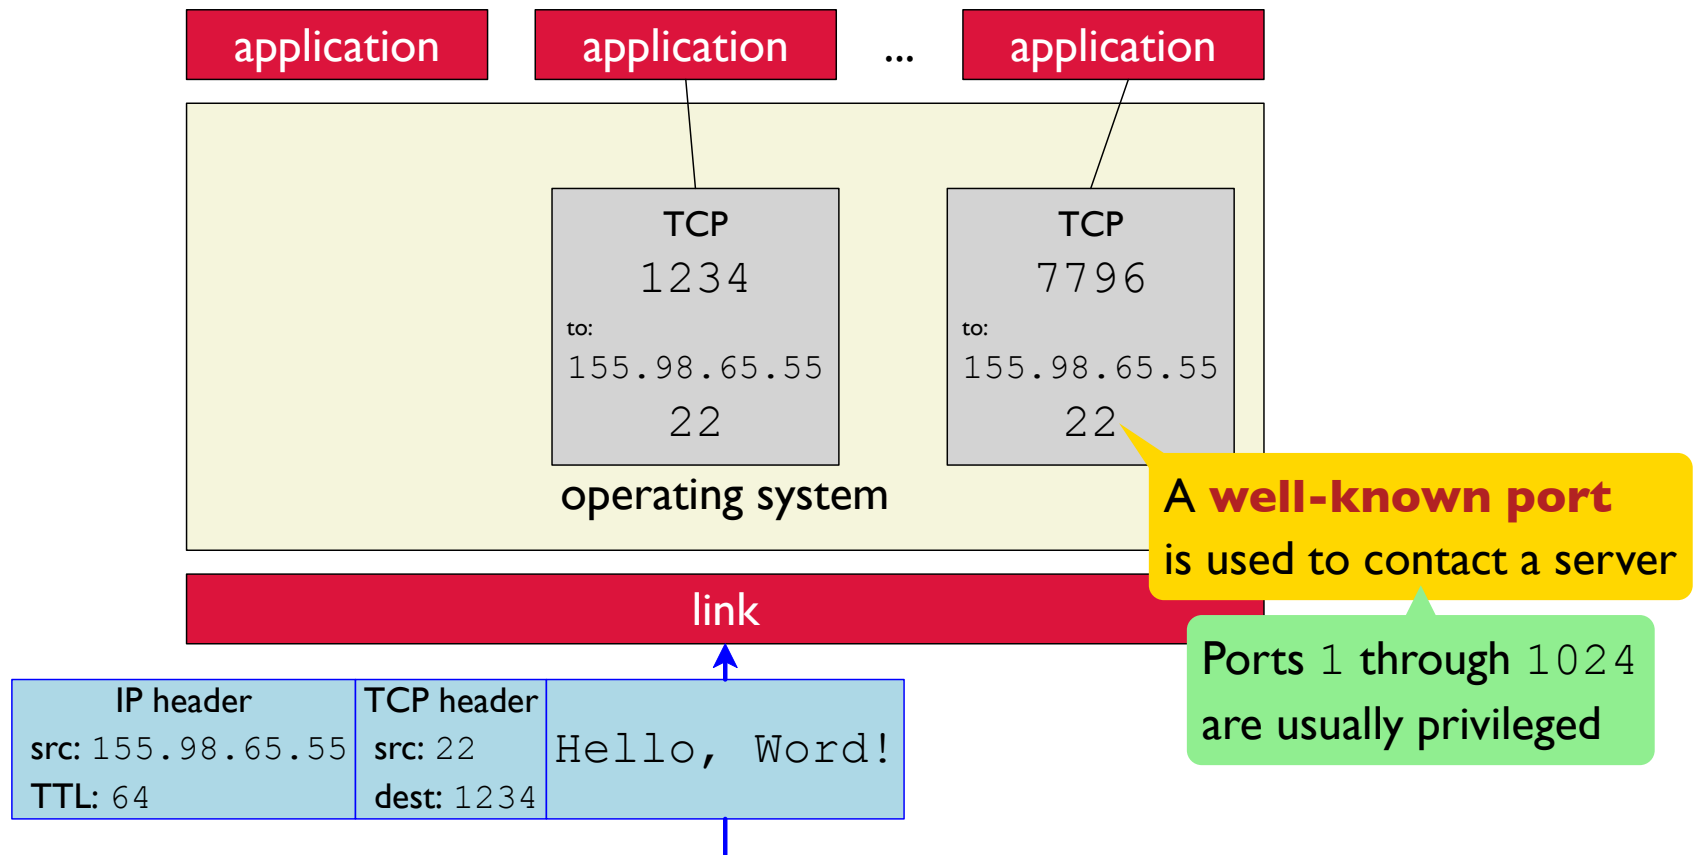 application application ... application
TCP
1234
to:
155.98.65.55
22
TCP
7796
to:
155.98.65.55
22
operating system
A well-known port
is used to contact a server
link
Ports 1 through 1024
are usually privileged
IP header
src: 155.98.65.55
TTL: 64
TCP header
src: 22
dest: 1234
Hello, Word!